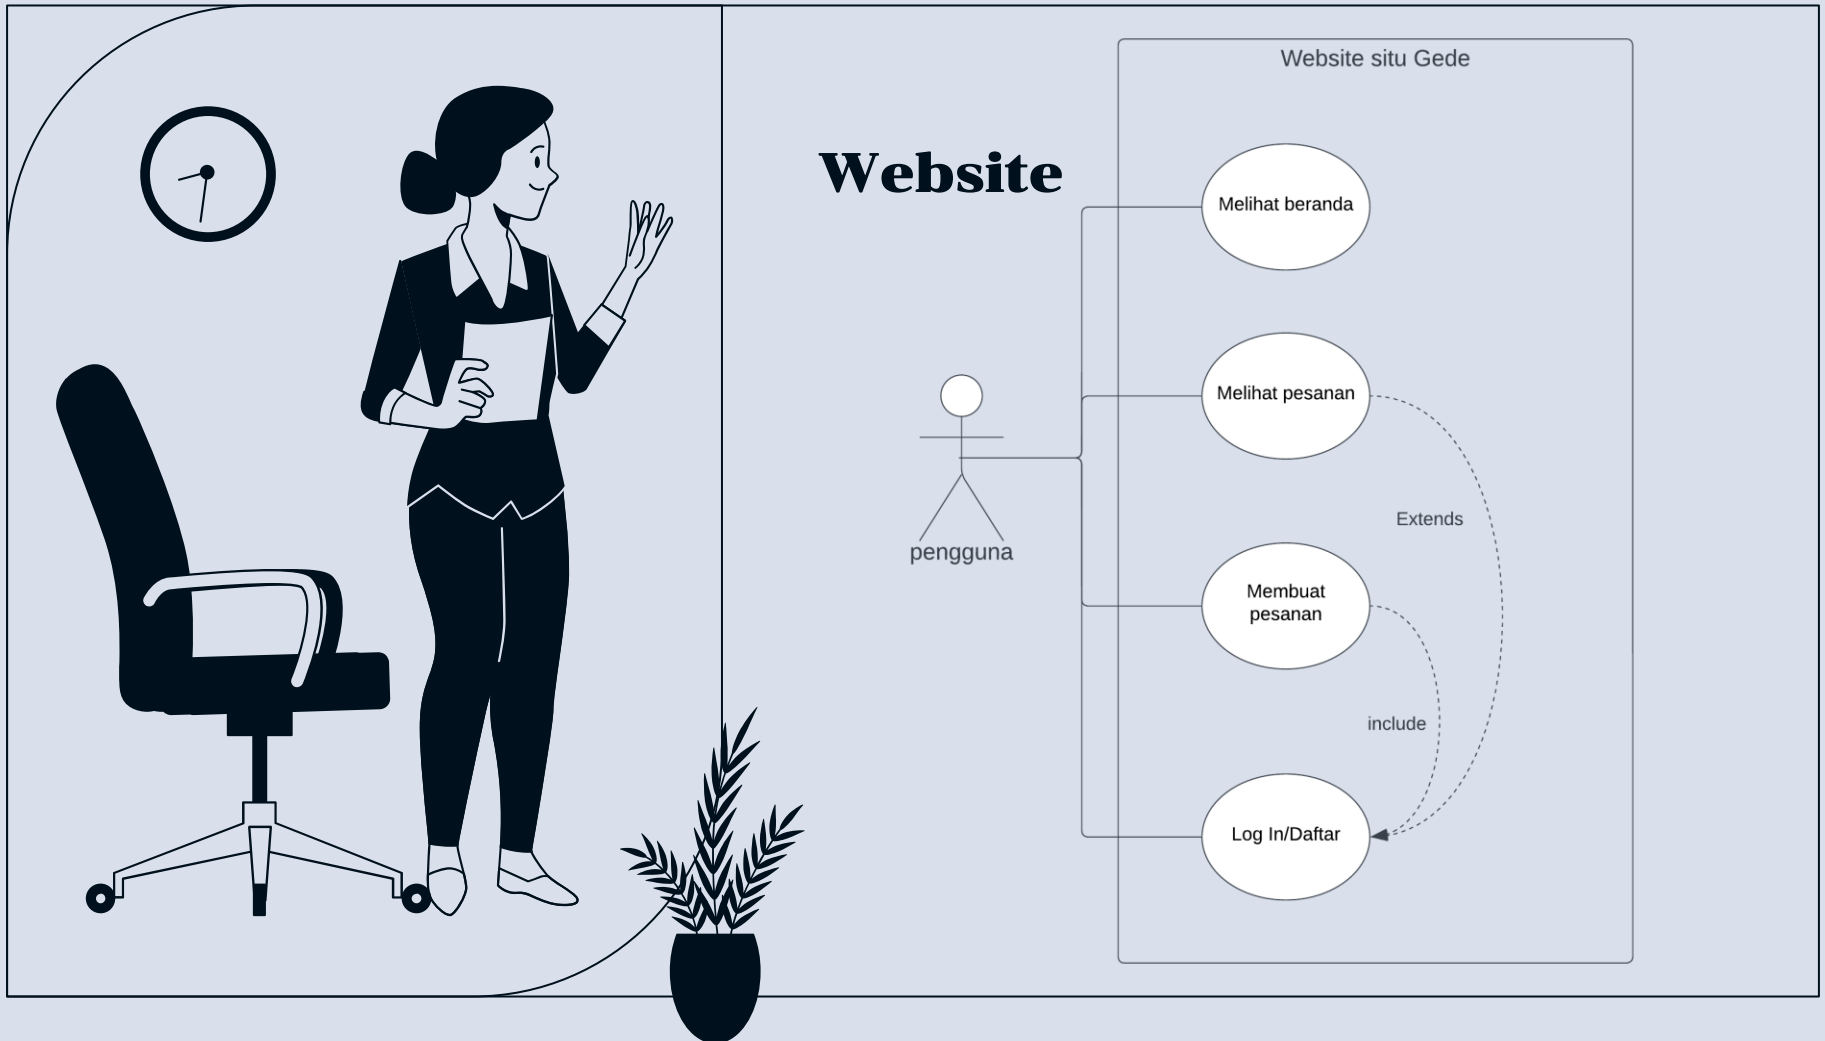 Website situ Gede
Website
Melihat beranda
Melihat pesanan
Extends
pengguna
Membuat
pesanan
include
Log In/Daftar